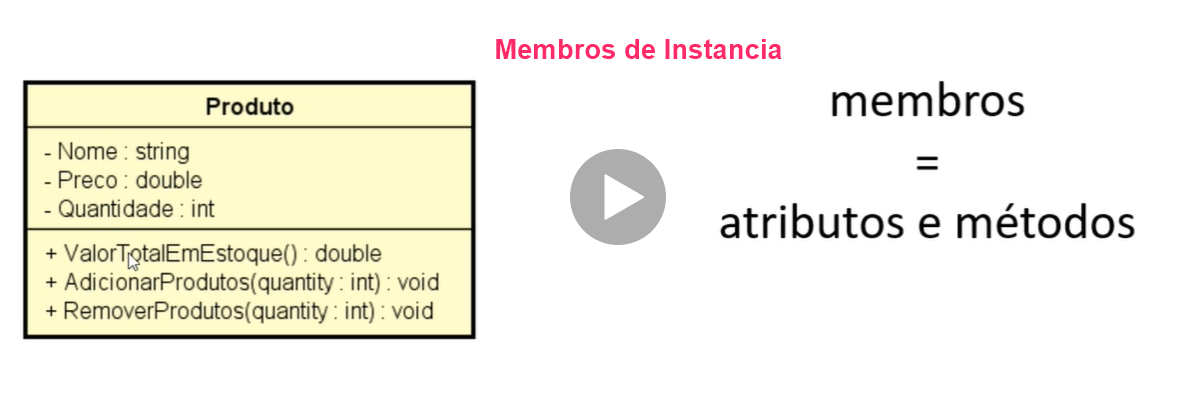 Membros de Instancia
Produto
- Nome : string
- Preco : double
- Quantidade : int
+ ValorTotalEmEstoque() : double
+ AdicionarProdutos(quantity : int) : void
+ RemoverProdutos(quantity : int) : void
membros
=
atributos e métodos